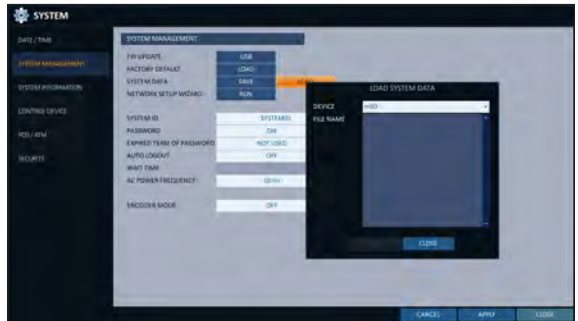 SYSTEM
DATE / TIME
SYSTEM MANAGEMENT
SYSTEM INFORMATION
CONTROL DEVICE
POS / ATM
SECURITY
SYSTEM MANAGEMENT
FW UPDATE USB
FACTORY DEFAULT LOAD
SYSTEM DATA SAVE LOAD
NETWORK SETUP WIZARD RUN
SYSTEM ID
PASSWORD ON
EXPIRED TERM OF PASSWORD NOT USED
AUTO LOGOUT OFF
WAIT TIME
AC POWER FREQUENCY
ENCODER MODE OFF
LOAD SYSTEM DATA
DEVICE
FILE NAME
CLOSE
CANCEL APPLY CLOSE